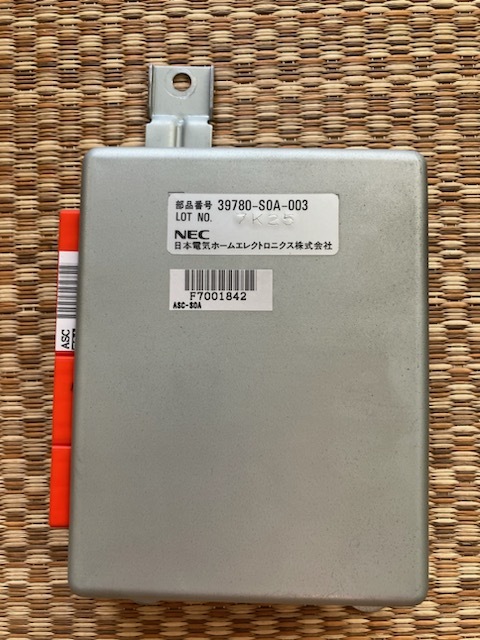 部品番号 39780-S0A-003
LOT NO. 7K25
NEC
日本電気ホームエレクトロニクス株式会社
F7001842
ASC-S0A
ASC